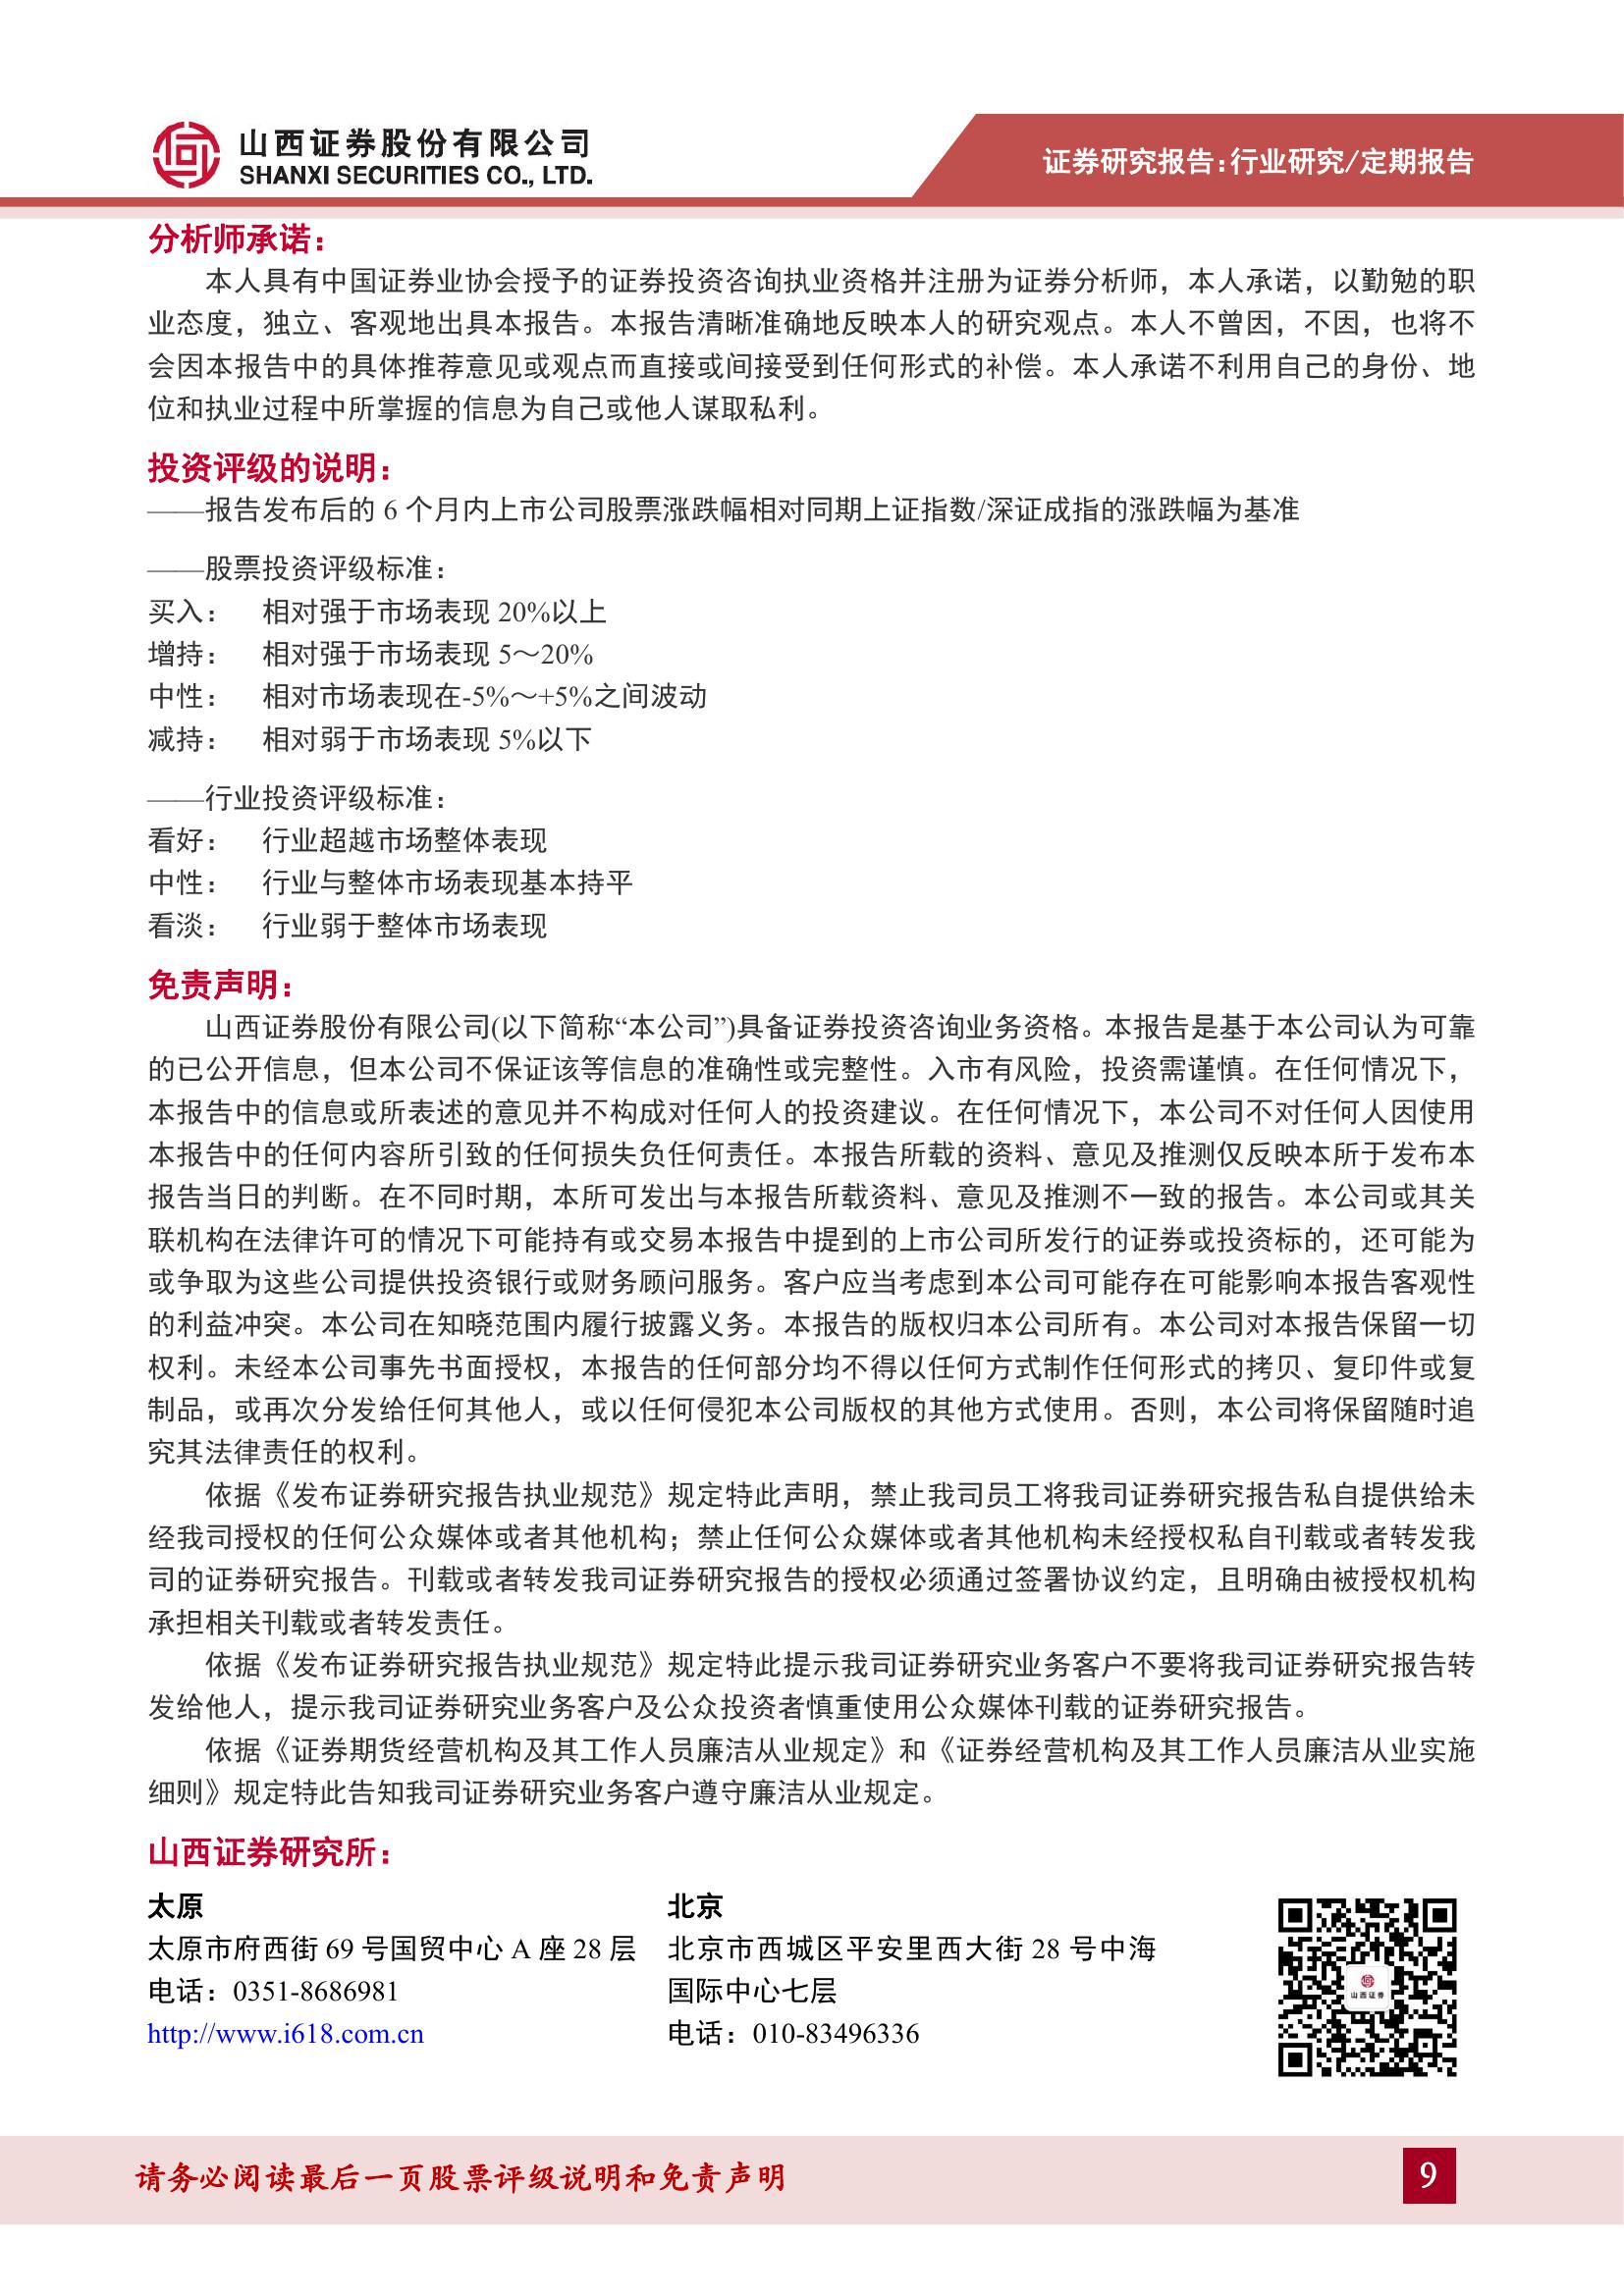 山西证券股份有限公司
SHANXI SECURITIES CO., LTD.
证券研究报告:行业研究/定期报告
分析师承诺：
本人具有中国证券业协会授予的证券投资咨询执业资格并注册为证券分析师，本人承诺，以勤勉的职
业态度，独立、客观地出具本报告。本报告清晰准确地反映本人的研究观点。本人不曾因，不因，也将不
会因本报告中的具体推荐意见或观点而直接或间接受到任何形式的补偿。本人承诺不利用自己的身份、地
位和执业过程中所掌握的信息为自己或他人谋取私利。
投资评级的说明：
——报告发布后的 6 个月内上市公司股票涨跌幅相对同期上证指数/深证成指的涨跌幅为基准
——股票投资评级标准：
买入： 相对强于市场表现 20%以上
增持： 相对强于市场表现 5～20%
中性： 相对市场表现在-5%～+5%之间波动
减持： 相对弱于市场表现 5%以下
——行业投资评级标准：
看好： 行业超越市场整体表现
中性： 行业与整体市场表现基本持平
看淡： 行业弱于整体市场表现
免责声明：
山西证券股份有限公司(以下简称“本公司”)具备证券投资咨询业务资格。本报告是基于本公司认为可靠
的已公开信息，但本公司不保证该等信息的准确性或完整性。入市有风险，投资需谨慎。在任何情况下，
本报告中的信息或所表述的意见并不构成对任何人的投资建议。在任何情况下，本公司不对任何人因使用
本报告中的任何内容所引致的任何损失负任何责任。本报告所载的资料、意见及推测仅反映本所于发布本
报告当日的判断。在不同时期，本所可发出与本报告所载资料、意见及推测不一致的报告。本公司或其关
联机构在法律许可的情况下可能持有或交易本报告中提到的上市公司所发行的证券或投资标的，还可能为
或争取为这些公司提供投资银行或财务顾问服务。客户应当考虑到本公司可能存在可能影响本报告客观性
的利益冲突。本公司在知晓范围内履行披露义务。本报告的版权归本公司所有。本公司对本报告保留一切
权利。未经本公司事先书面授权，本报告的任何部分均不得以任何方式制作任何形式的拷贝、复印件或复
制品，或再次分发给任何其他人，或以任何侵犯本公司版权的其他方式使用。否则，本公司将保留随时追
究其法律责任的权利。
依据《发布证券研究报告执业规范》规定特此声明，禁止我司员工将我司证券研究报告私自提供给未
经我司授权的任何公众媒体或者其他机构；禁止任何公众媒体或者其他机构未经授权私自刊载或者转发我
司的证券研究报告。刊载或者转发我司证券研究报告的授权必须通过签署协议约定，且明确由被授权机构
承担相关刊载或者转发责任。
依据《发布证券研究报告执业规范》规定特此提示我司证券研究业务客户不要将我司证券研究报告转
发给他人，提示我司证券研究业务客户及公众投资者慎重使用公众媒体刊载的证券研究报告。
依据《证券期货经营机构及其工作人员廉洁从业规定》和《证券经营机构及其工作人员廉洁从业实施
细则》规定特此告知我司证券研究业务客户遵守廉洁从业规定。
山西证券研究所：
太原
太原市府西街 69 号国贸中心 A 座 28 层
电话：0351-8686981
http://www.i618.com.cn
北京
北京市西城区平安里西大街 28 号中海
国际中心七层
电话：010-83496336
山西证券
请务必阅读最后一页股票评级说明和免责声明
9